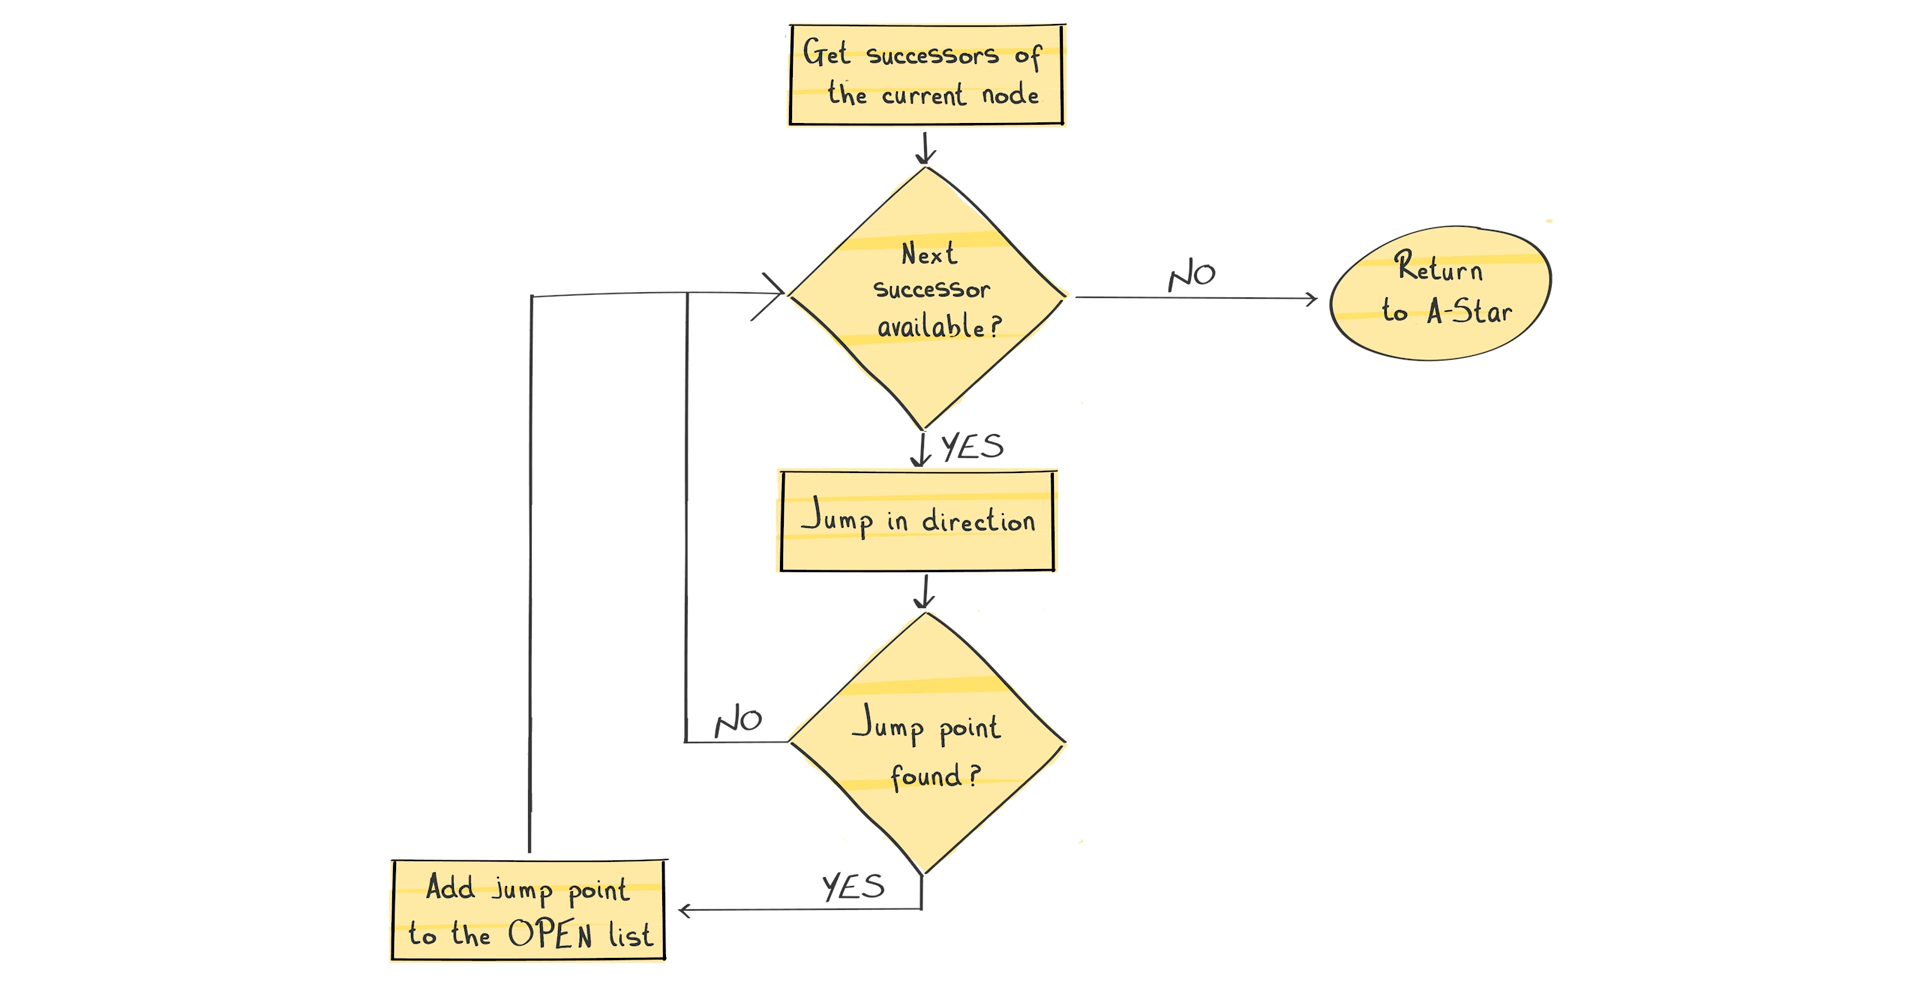 Get successors of
the current node
Next
successor
available?
NO
Return
to A-Star
YES
Jump in direction
Jump point
found?
NO
YES
Add jump point
to the OPEN list